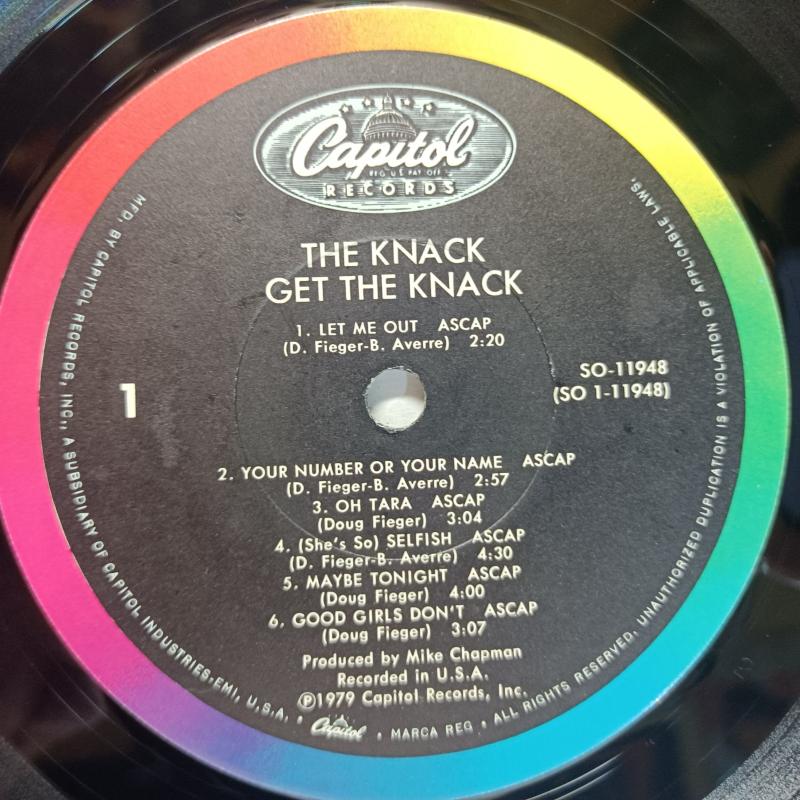 Capitol
REG. U.S. PAT. OFF.
RECORDS
THE KNACK
GET THE KNACK
1. LET ME OUT ASCAP
(D. Fieger-B. Averre) 2:20
SO-11948
(SO 1-11948)
1
2. YOUR NUMBER OR YOUR NAME ASCAP
(D. Fieger-B. Averre) 2:57
3. OH TARA ASCAP
(Doug Fieger) 3:04
4. (She's So) SELFISH ASCAP
(D. Fieger-B. Averre) 4:30
5. MAYBE TONIGHT ASCAP
(Doug Fieger) 4:00
6. GOOD GIRLS DON'T ASCAP
(Doug Fieger) 3:07
Produced by Mike Chapman
Recorded in U.S.A.
℗1979 Capitol Records, Inc.
MFD. BY CAPITOL RECORDS, INC., A SUBSIDIARY OF CAPITOL INDUSTRIES-EMI, U.S.A. • Capitol • MARCA REG. • ALL RIGHTS RESERVED. UNAUTHORIZED DUPLICATION IS A VIOLATION OF APPLICABLE LAWS.